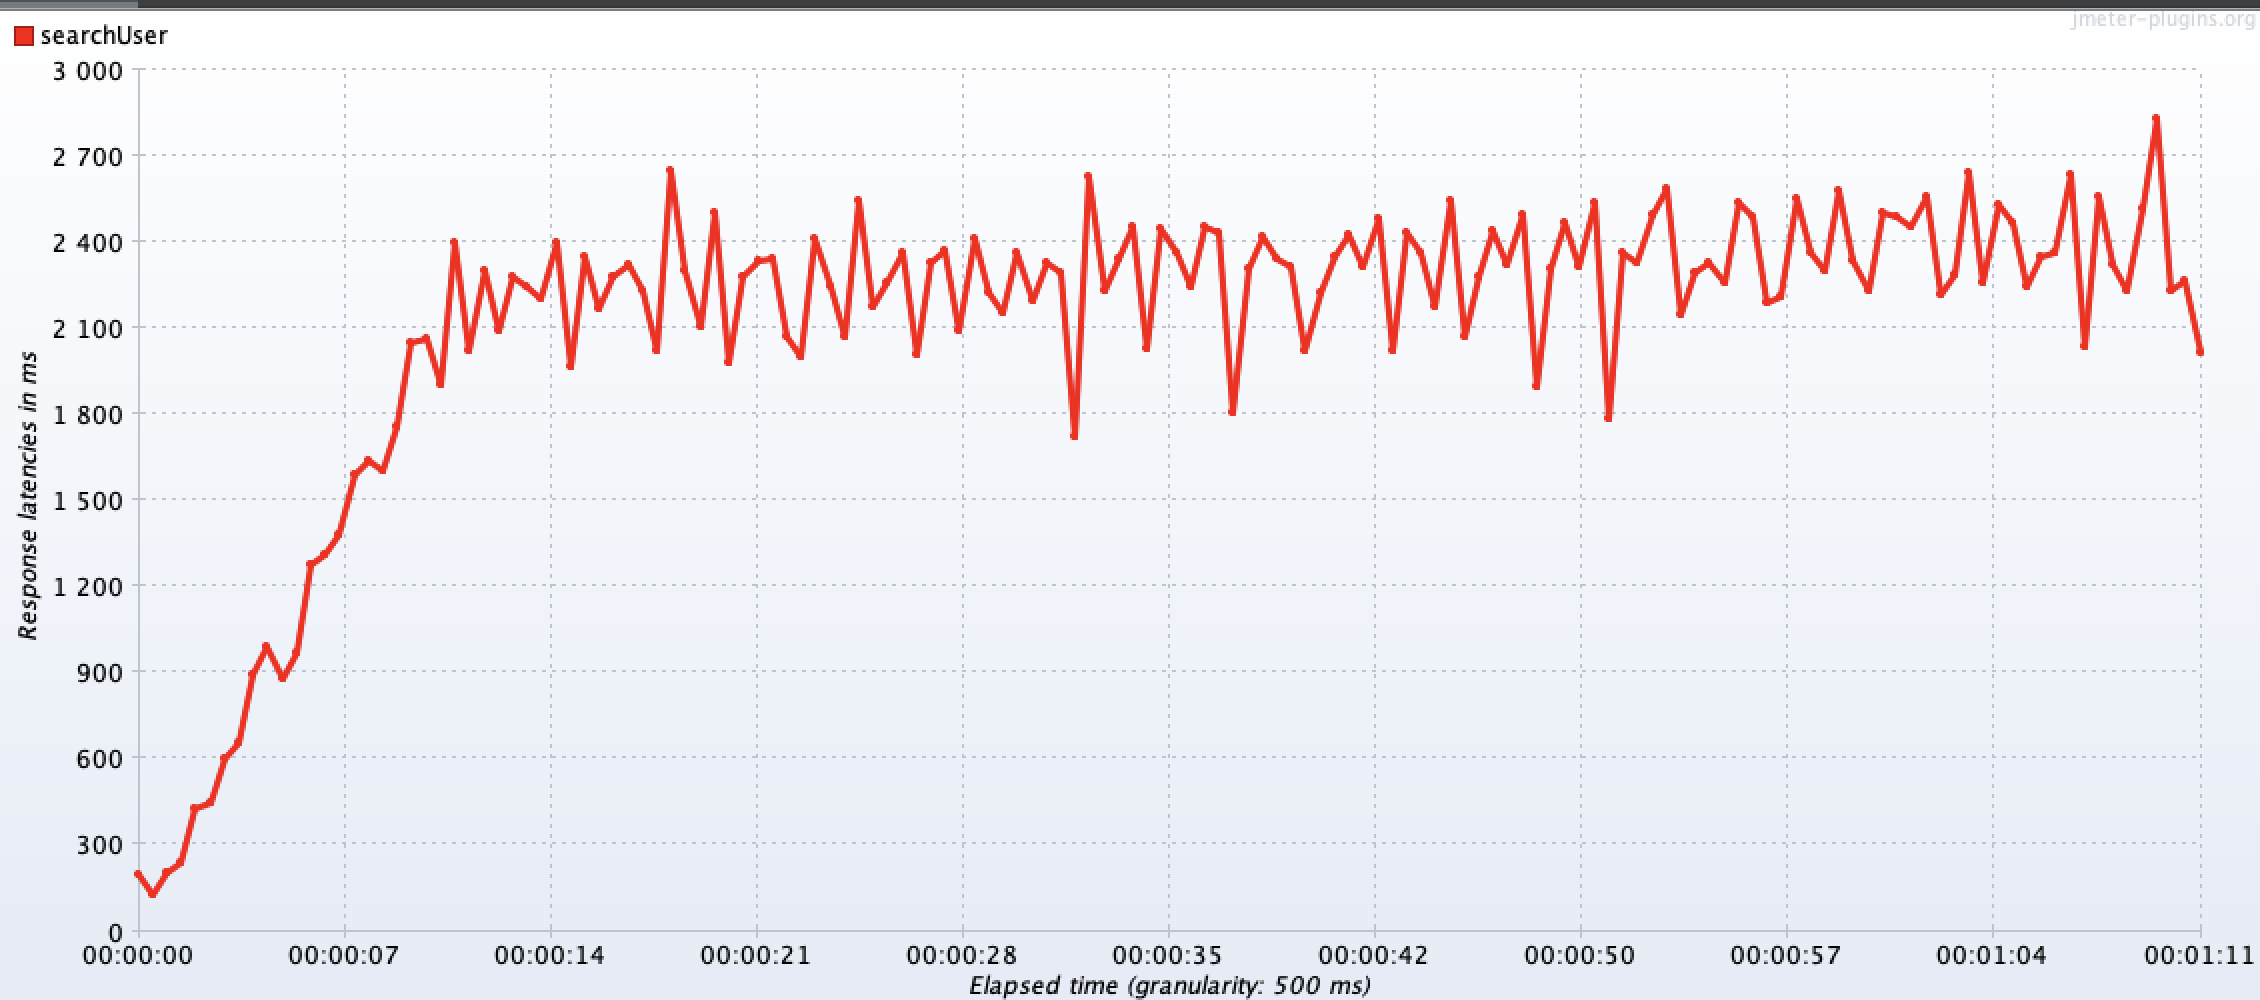 jmeter-plugins.org
searchUser
3 000
2 700
2 400
2 100
1 800
1 500
1 200
900
600
300
0
Response latencies in ms
00:00:00 00:00:07 00:00:14 00:00:21 00:00:28 00:00:35 00:00:42 00:00:50 00:00:57 00:01:04 00:01:11
Elapsed time (granularity: 500 ms)